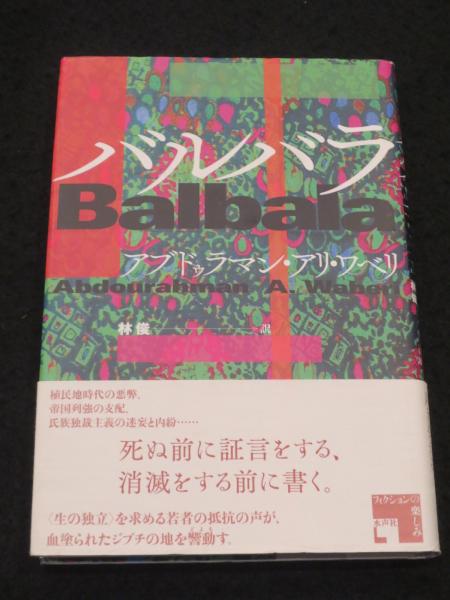 バルバラ
Balbala
アブドゥラマン・アリ・ワベリ
Abdourahman A. Waberi
林俊 訳
植民地時代の悪弊、
帝国列強の支配、
氏族独裁主義の迷妄と内紛……
死ぬ前に証言をする、
消滅をする前に書く。
〈生の独立〉を求める若者の抵抗の声が、
血塗られたジブチの地を響動す。
フィクションの
楽しみ
水声社